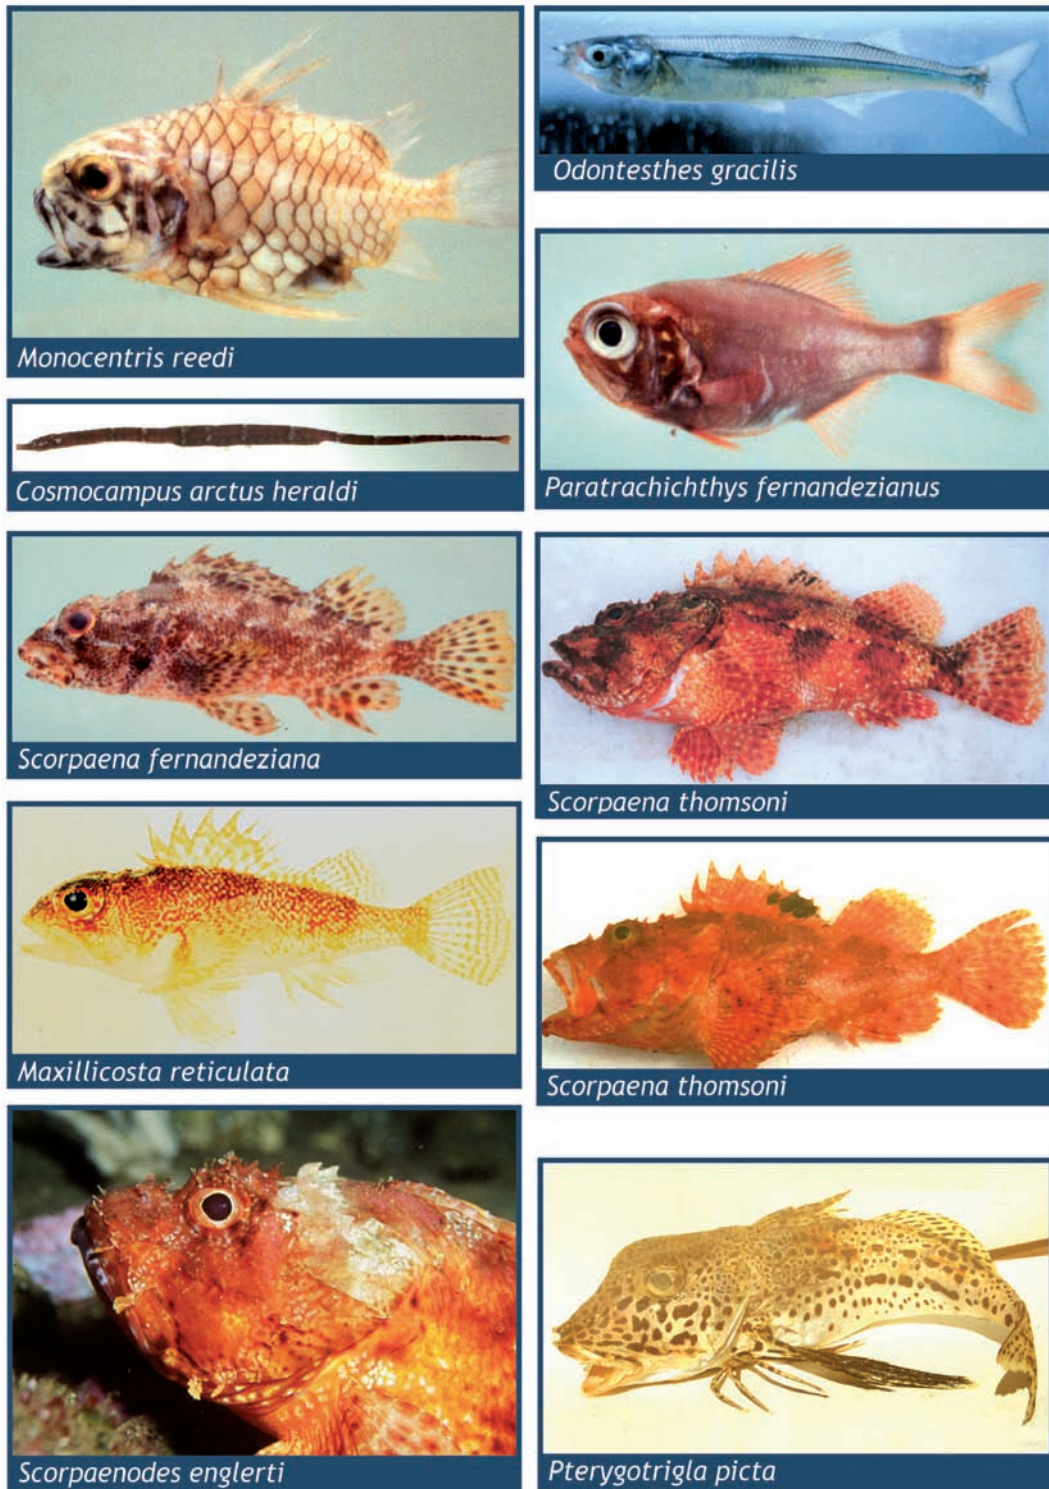 Monocentris reedi
Odontesthes gracilis
Cosmocampus arctus heraldi
Paratrachichthys fernandezianus
Scorpaena fernandeziana
Scorpaena thomsoni
Maxillicosta reticulata
Scorpaena thomsoni
Scorpaenodes englerti
Pterygotrigla picta